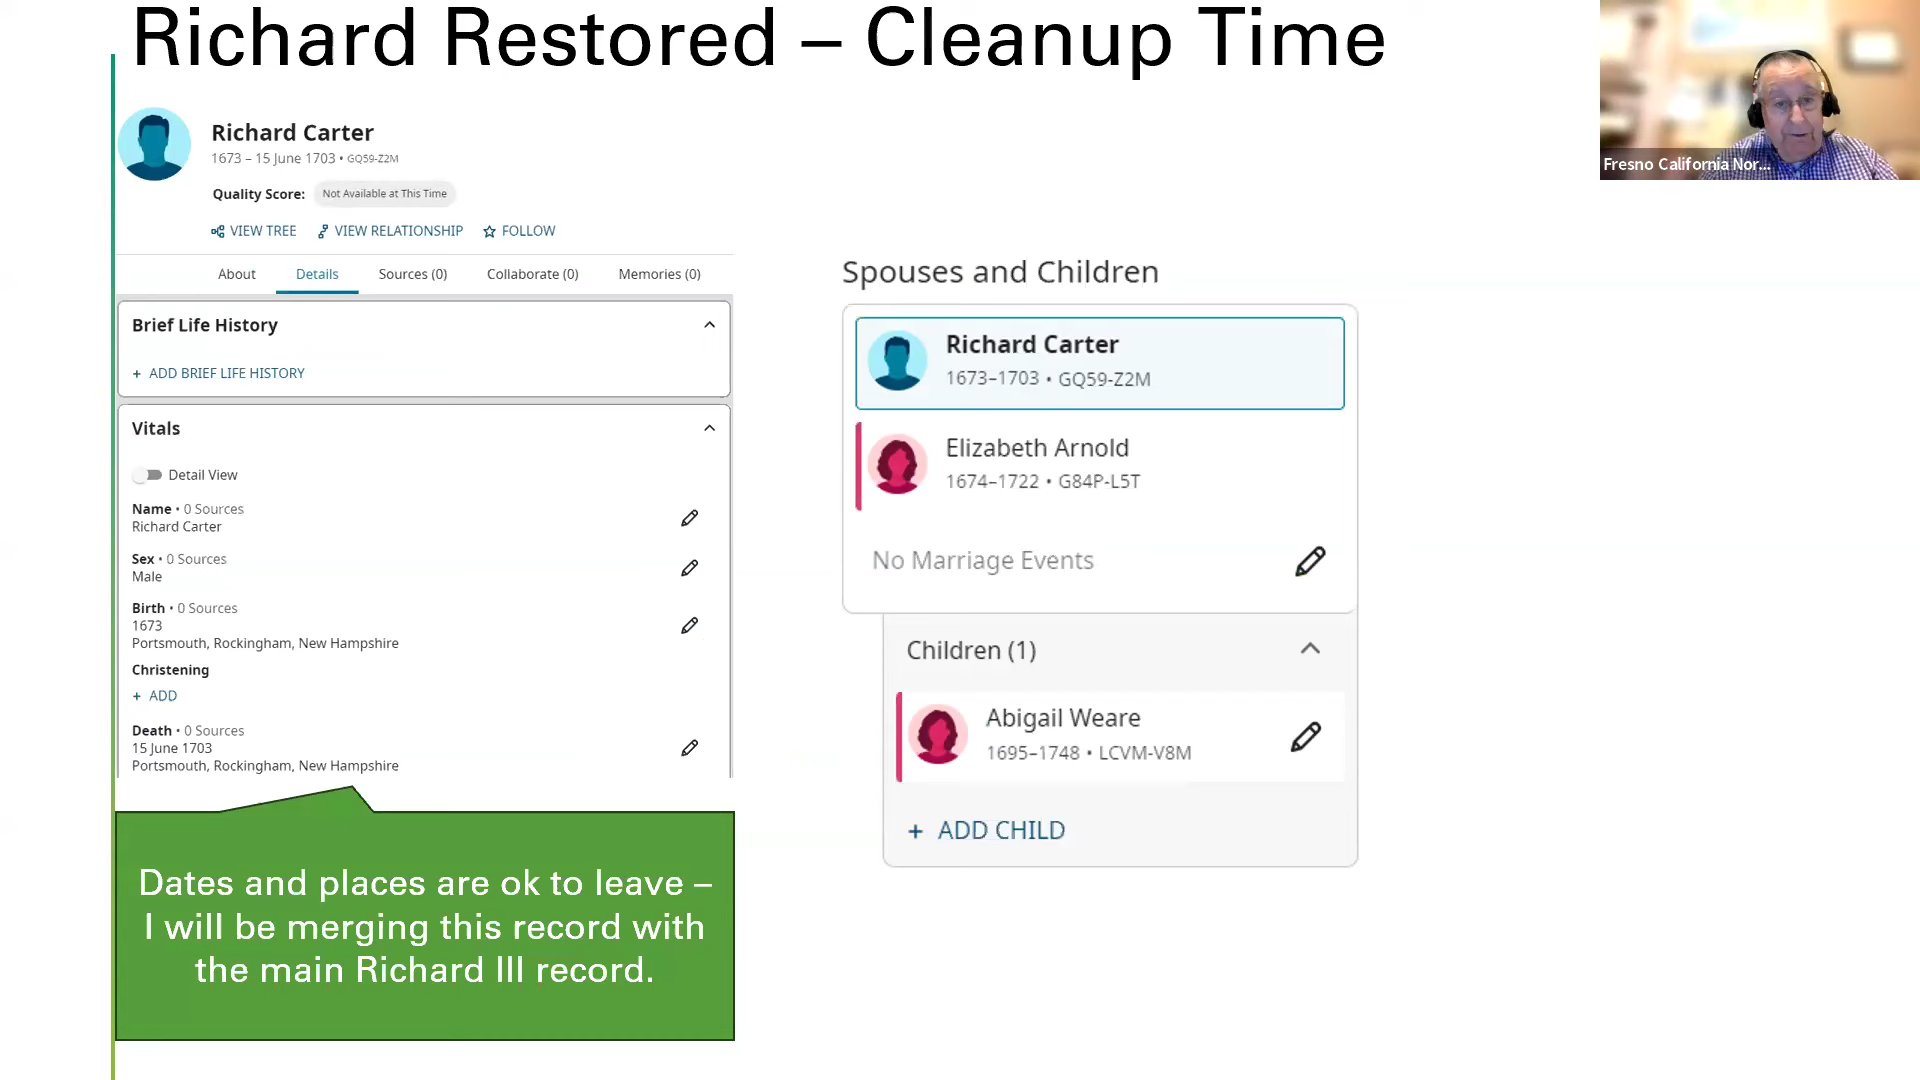 Richard Restored – Cleanup Time
Richard Carter
1673 – 15 June 1703 • GQ59-Z2M
Quality Score: Not Available at This Time
VIEW TREE VIEW RELATIONSHIP FOLLOW
About Details Sources (0) Collaborate (0) Memories (0)
Brief Life History
+ ADD BRIEF LIFE HISTORY
Vitals
Detail View
Name • 0 Sources
Richard Carter
Sex • 0 Sources
Male
Birth • 0 Sources
1673
Portsmouth, Rockingham, New Hampshire
Christening
+ ADD
Death • 0 Sources
15 June 1703
Portsmouth, Rockingham, New Hampshire
Dates and places are ok to leave –
I will be merging this record with
the main Richard III record.
Spouses and Children
Richard Carter
1673–1703 • GQ59-Z2M
Elizabeth Arnold
1674–1722 • G84P-L5T
No Marriage Events
Children (1)
Abigail Weare
1695–1748 • LCVM-V8M
+ ADD CHILD
Fresno California Nor...